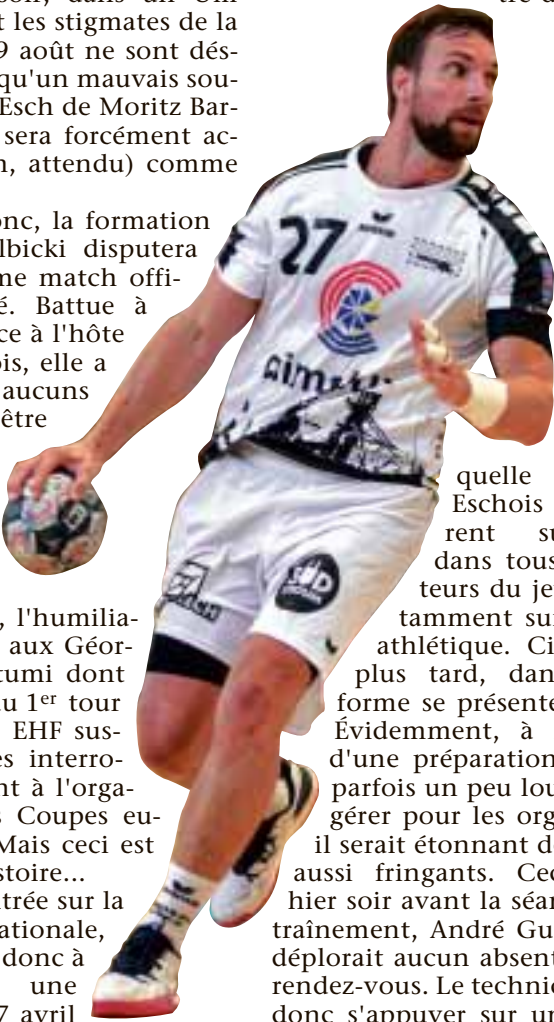 t les stigmates de la
9 août ne sont dés-
qu'un mauvais sou-
Esch de Moritz Bar-
sera forcément ac-
n, attendu) comme
onc, la formation
lbicki disputera
me match offi-
é. Battue à
ce à l'hôte
ois, elle a
aucuns
être
, l'humilia-
aux Géor-
tumi dont
u 1er tour
EHF sus-
es interro-
nt à l'orga-
s Coupes eu-
Mais ceci est
stoire...
ntrée sur la
ationale,
donc à
une
7 avril
quelle
Eschois
rent su
dans tous
teurs du je
tamment sur
athlétique. Ci
plus tard, dan
forme se présente
Évidemment, à
d'une préparation
parfois un peu lou
gérer pour les org
il serait étonnant de
aussi fringants. Cec
hier soir avant la séan
traînement, André Gu
déplorait aucun absent
rendez-vous. Le technic
donc s'appuyer sur un
27
SÜD